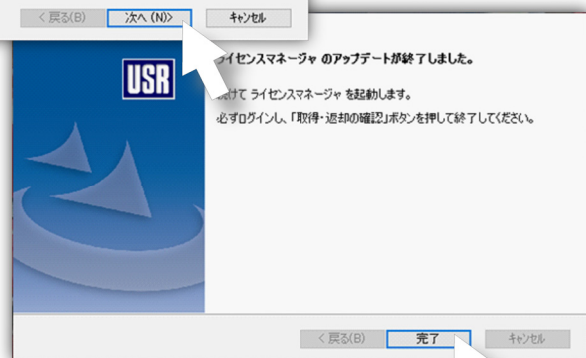 < 戻る(B)
次へ (N)>
キャンセル
USR
イセンスマネージャ のアップデートが終了しました。
けて ライセンスマネージャ を起動します。
必ずログインし、「取得・返却の確認」ボタンを押して終了してください。
< 戻る(B)
完了
キャンセル